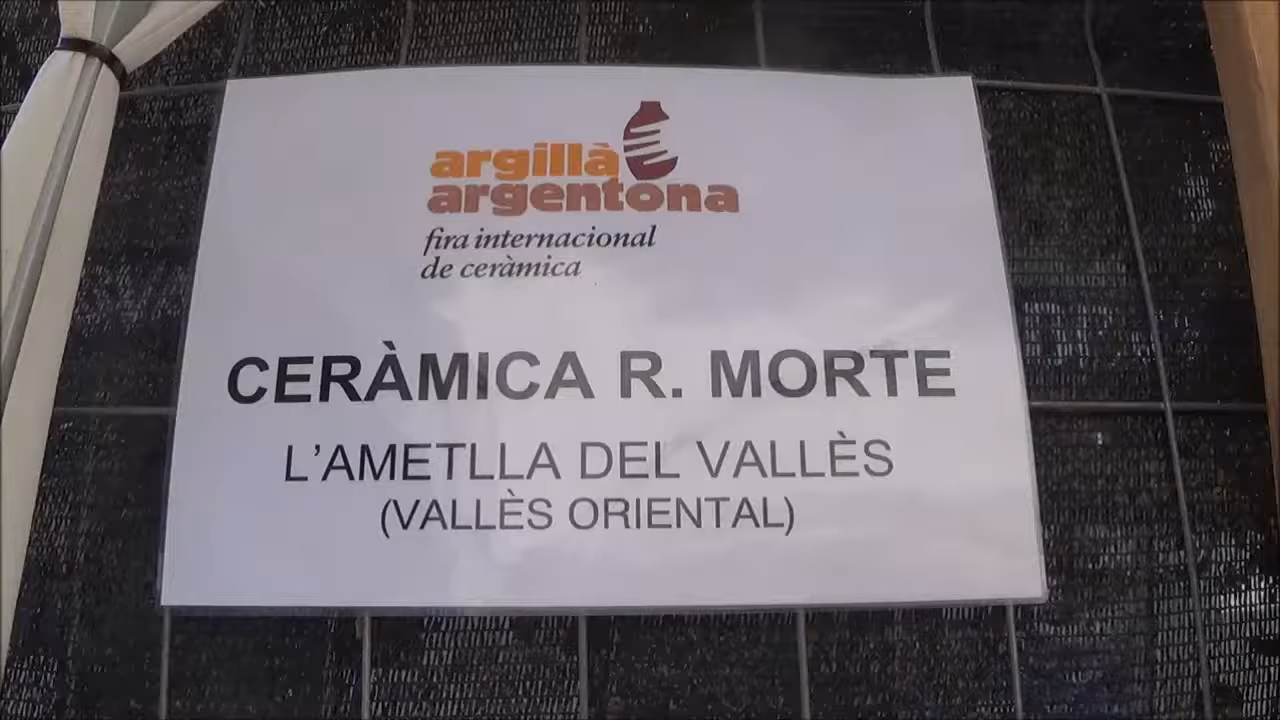 argillà
argentona
fira internacional
de ceràmica
CERÀMICA R. MORTE
L'AMETLLA DEL VALLÈS
(VALLÈS ORIENTAL)